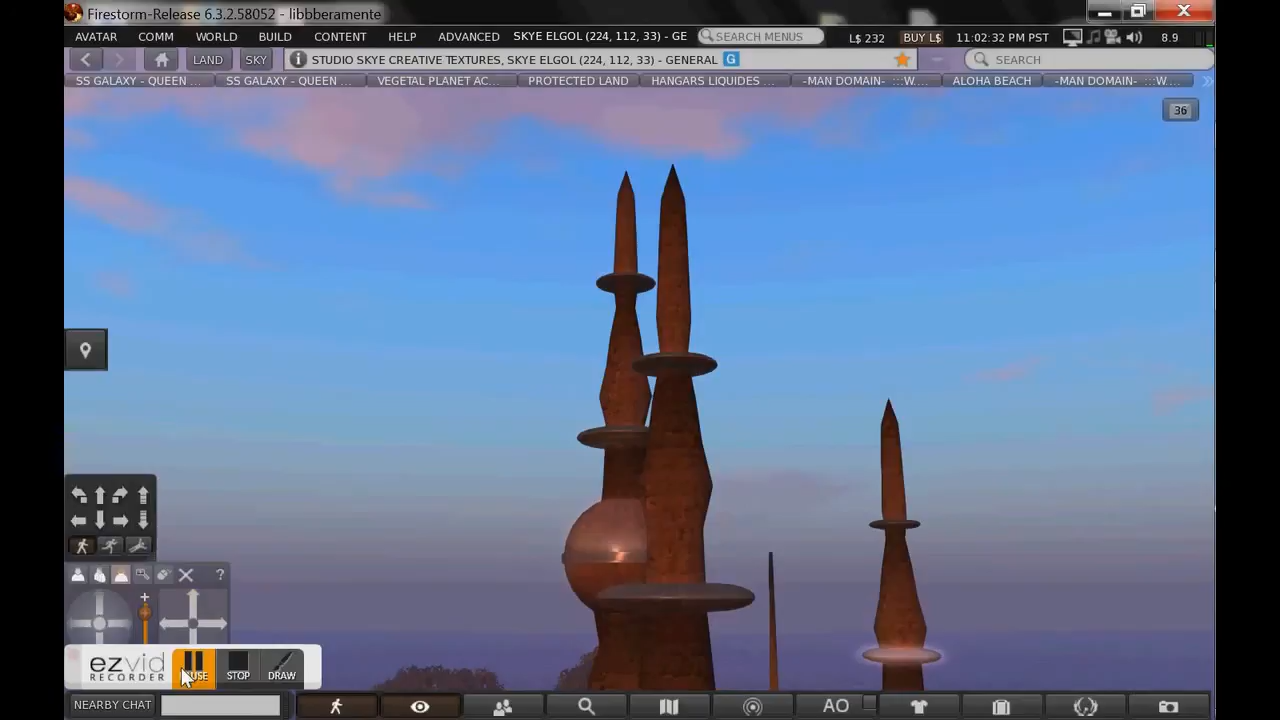 Firestorm-Release 6.3.2.58052 - libbberamente
AVATAR COMM WORLD BUILD CONTENT HELP ADVANCED SKYE ELGOL (224, 112, 33) - GE SEARCH MENUS L$ 232 BUY L$ 11:02:32 PM PST 8.9
LAND SKY STUDIO SKYE CREATIVE TEXTURES, SKYE ELGOL (224, 112, 33) - GENERAL G SEARCH
SS GALAXY - QUEEN... SS GALAXY - QUEEN ... VEGETAL PLANET AC... PROTECTED LAND HANGARS LIQUIDES ... -MAN DOMAIN- :::W... ALOHA BEACH -MAN DOMAIN- :::W...
36
?
+
ezvid
RECORDER
STOP DRAW
NEARBY CHAT AO